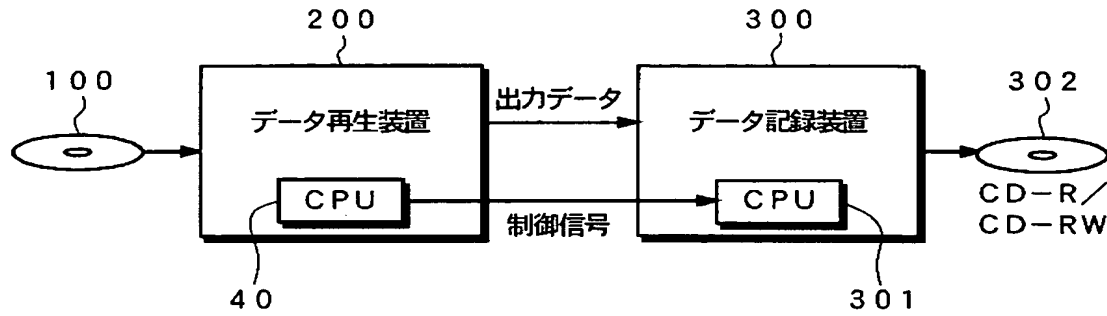 200
300
100
302
出力データ
データ再生装置
データ記録装置
CD-R/
CD-RW
CPU
CPU
制御信号
40
301